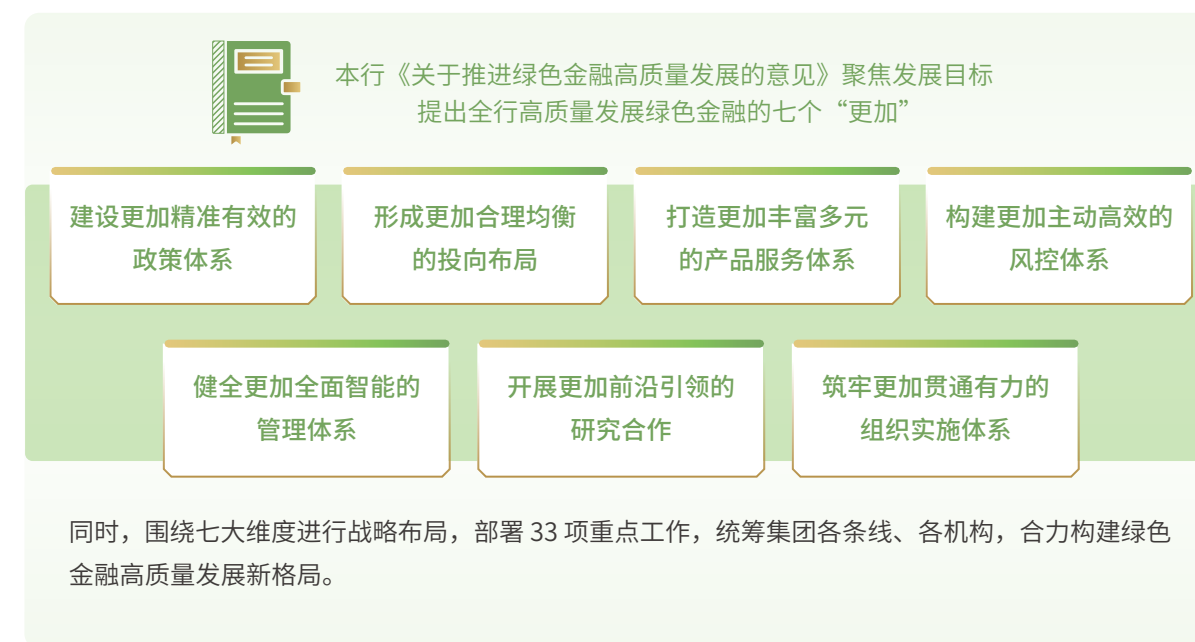 本行《关于推进绿色金融高质量发展的意见》聚焦发展目标
提出全行高质量发展绿色金融的七个“更加”
建设更加精准有效的
政策体系
形成更加合理均衡
的投向布局
打造更加丰富多元
的产品服务体系
构建更加主动高效的
风控体系
健全更加全面智能的
管理体系
开展更加前沿引领的
研究合作
筑牢更加贯通有力的
组织实施体系
同时，围绕七大维度进行战略布局，部署 33 项重点工作，统筹集团各条线、各机构，合力构建绿色
金融高质量发展新格局。